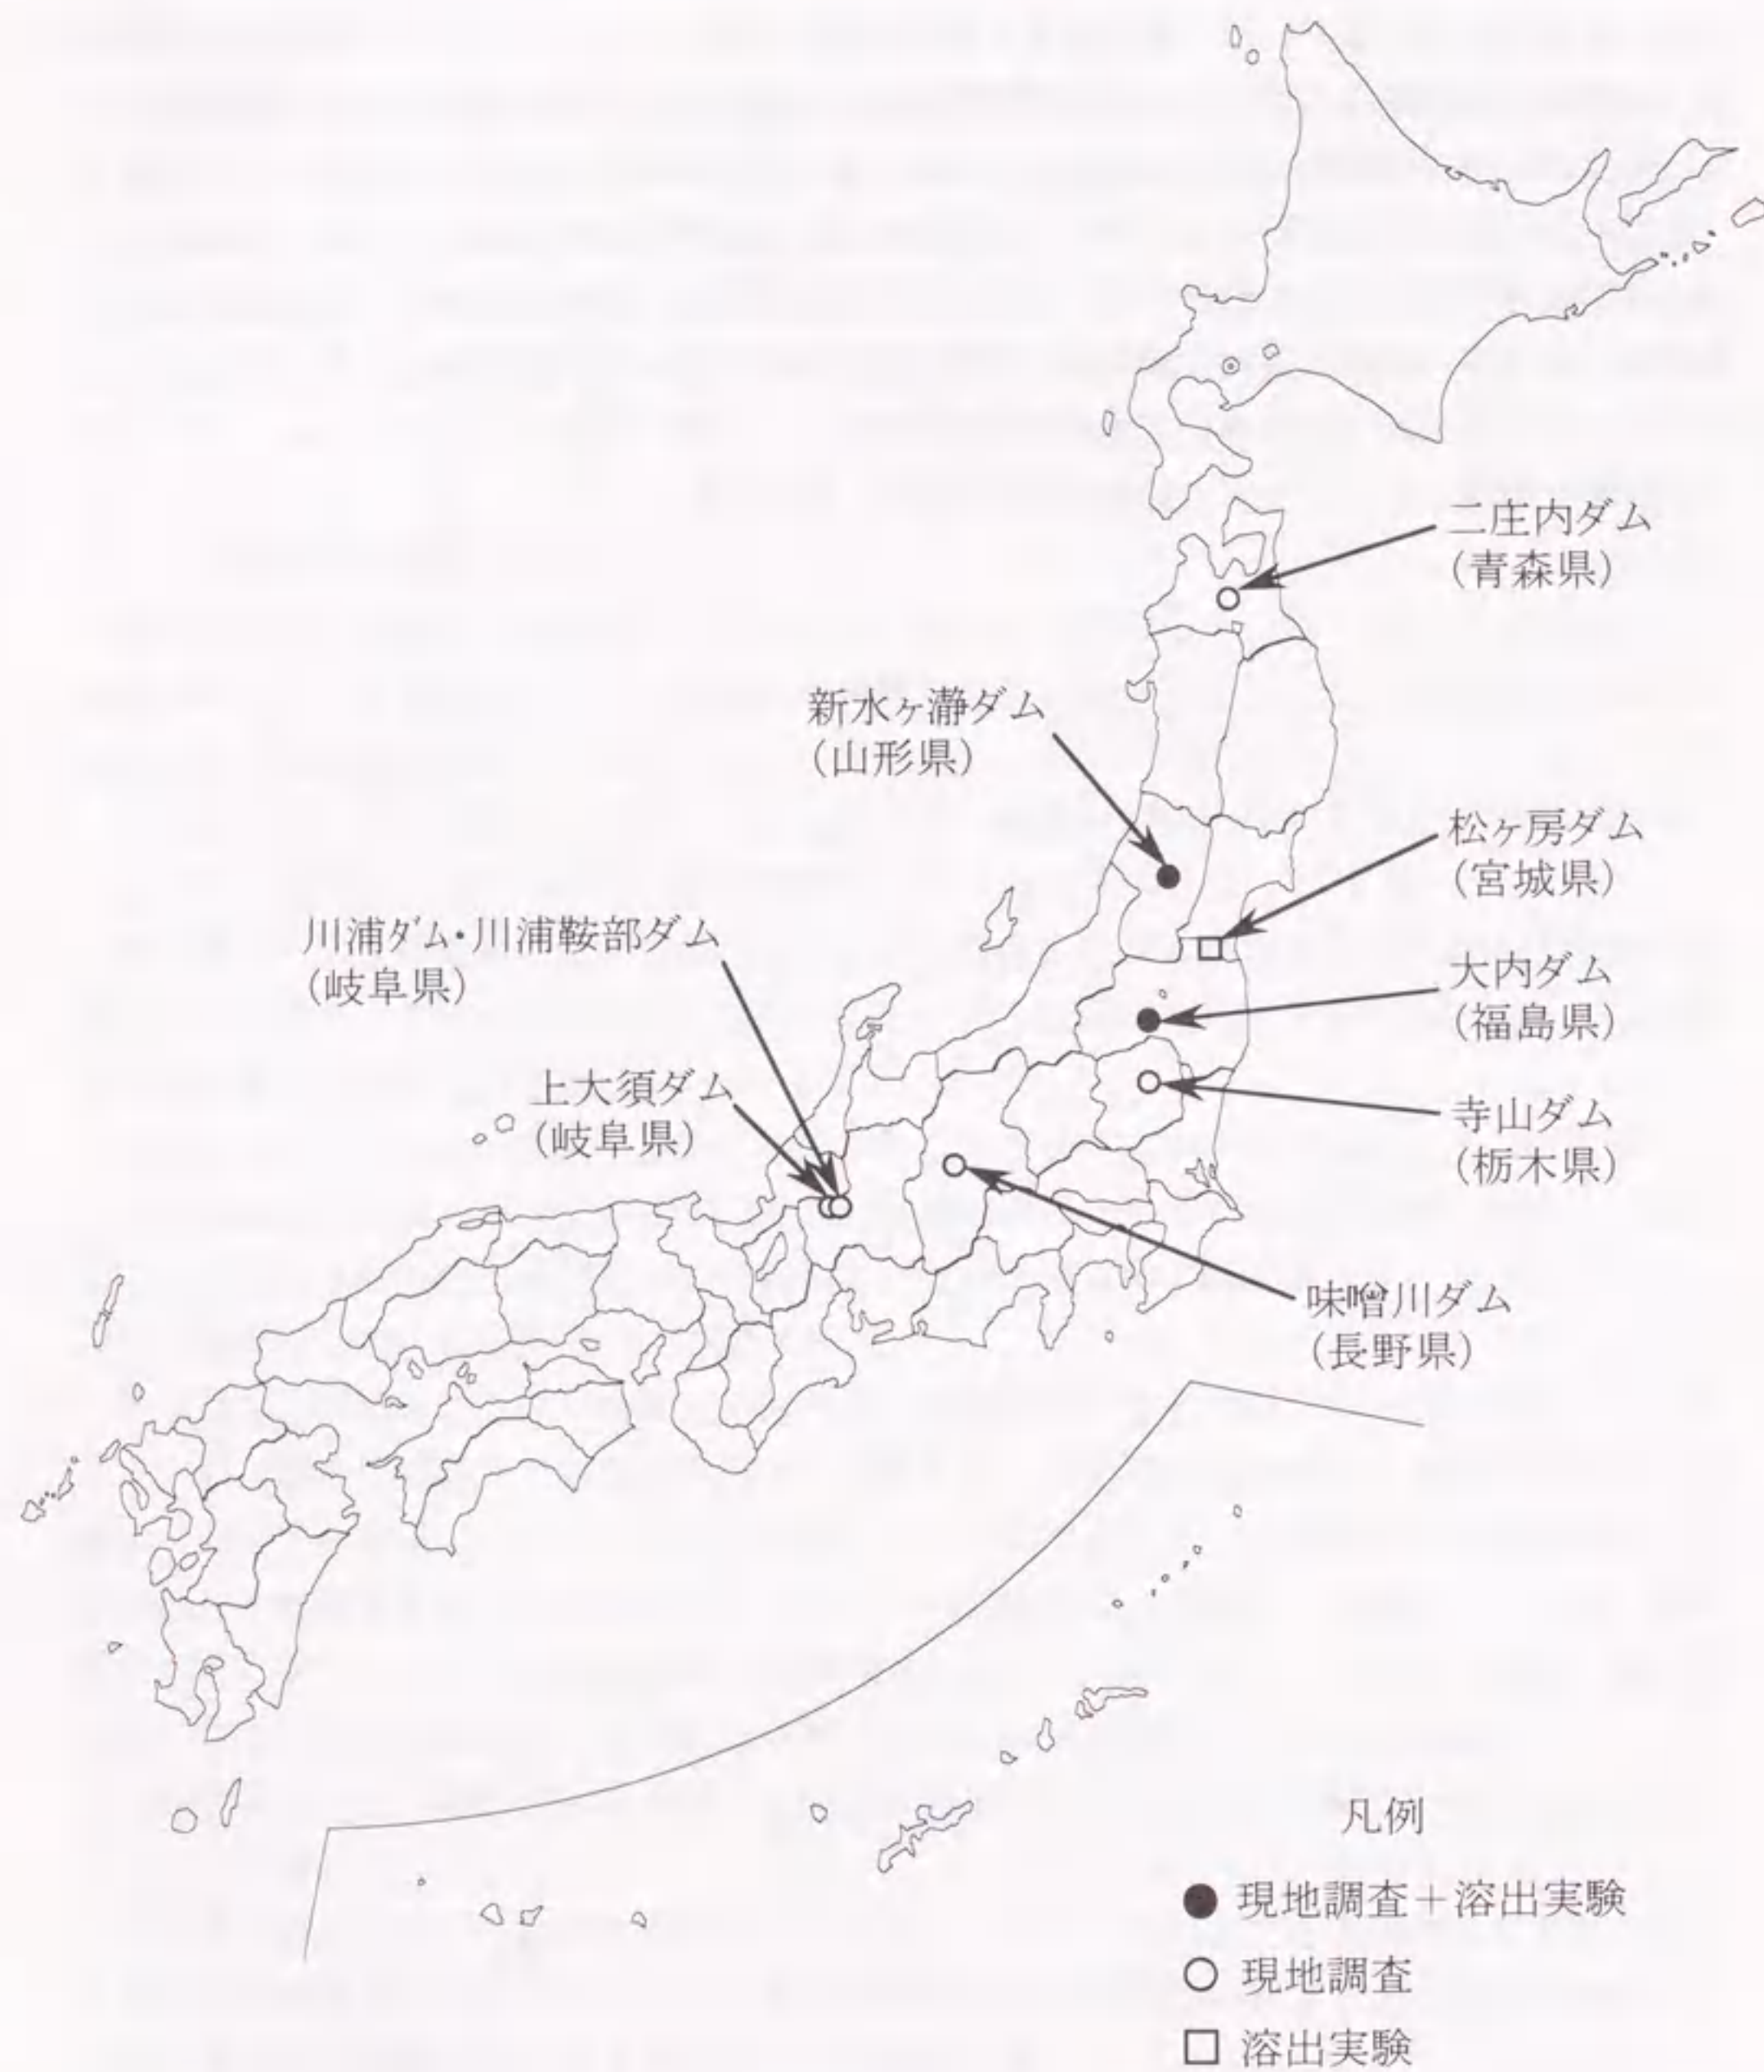 二庄内ダム
(青森県)
新水ヶ瀞ダム
(山形県)
松ヶ房ダム
(宮城県)
川浦ダム・川浦鞍部ダム
(岐阜県)
大内ダム
(福島県)
上大須ダム
(岐阜県)
寺山ダム
(栃木県)
味噌川ダム
(長野県)
凡例
● 現地調査+溶出実験
○ 現地調査
□ 溶出実験